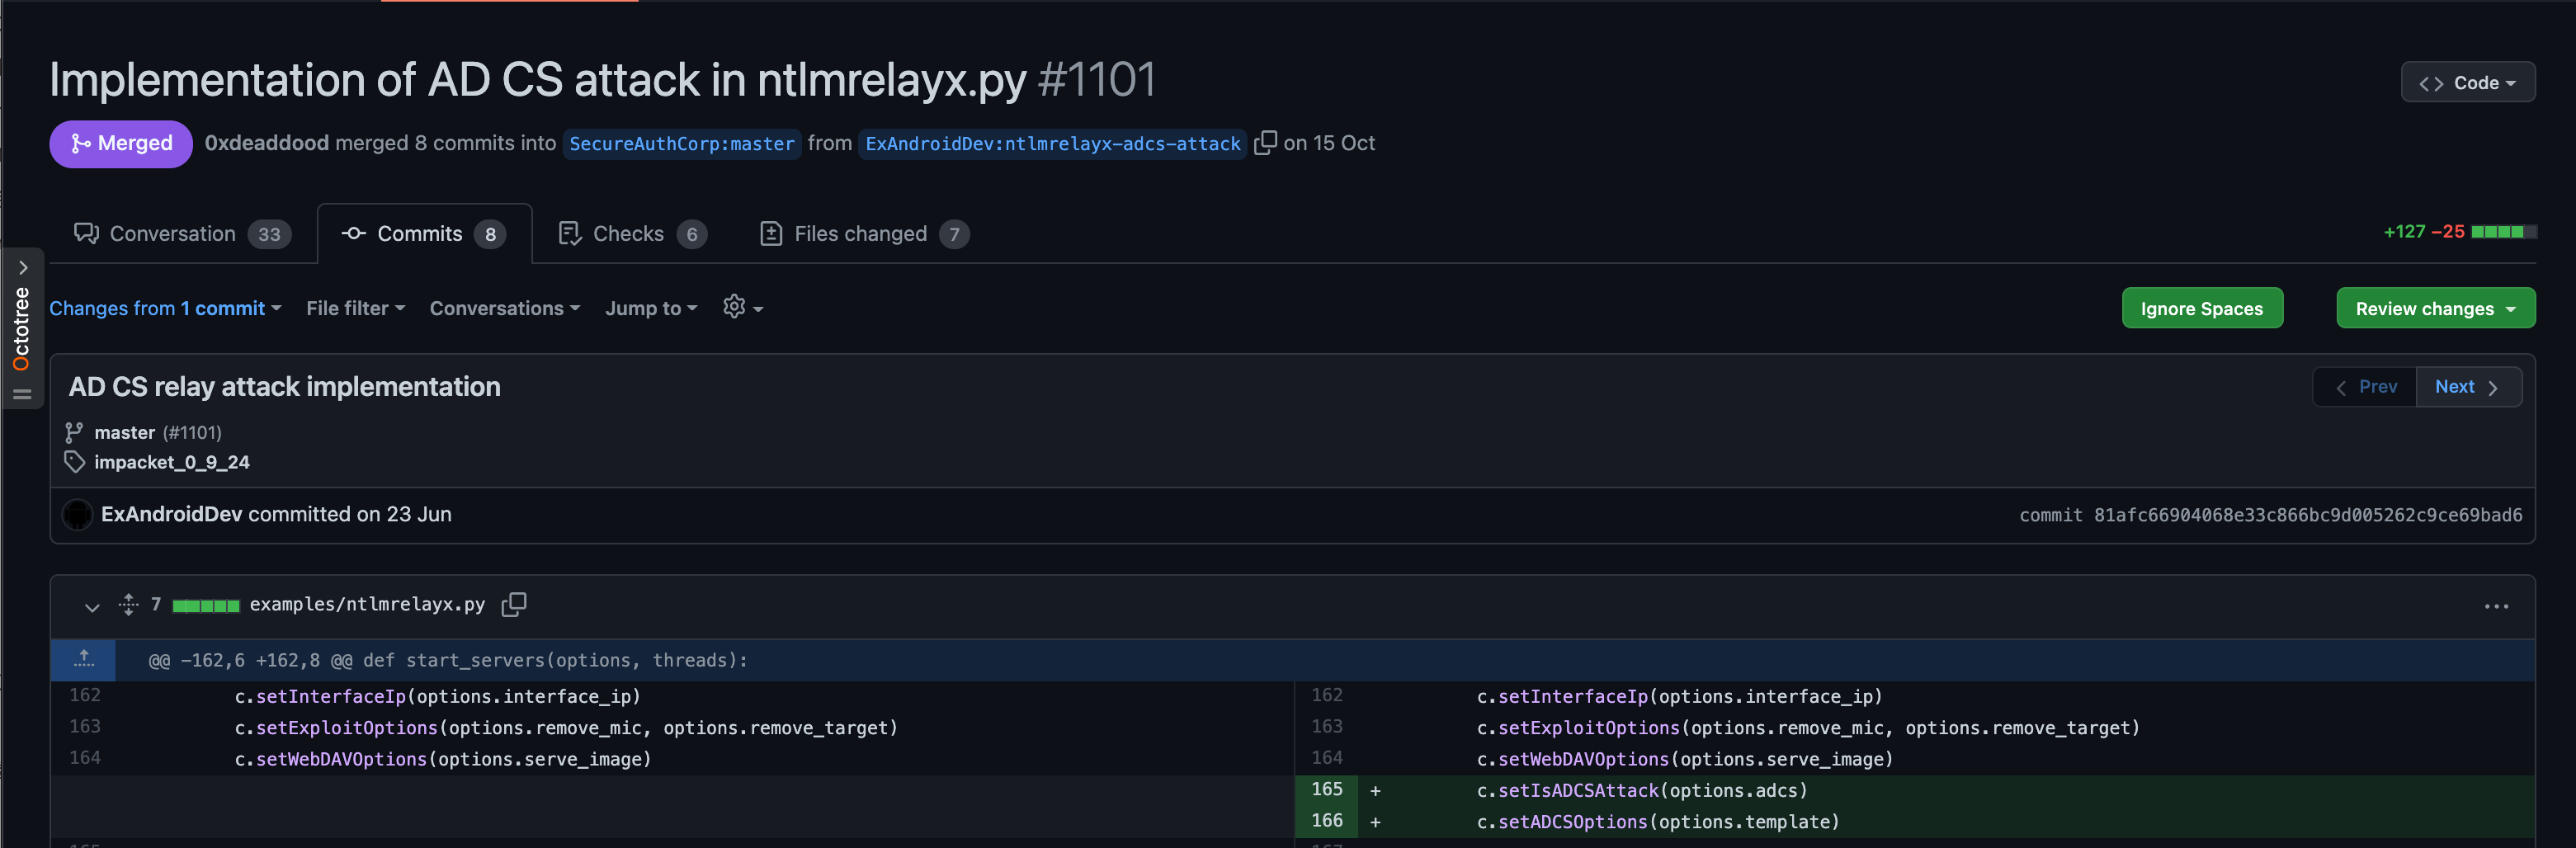 Implementation of AD CS attack in ntlmrelayx.py #1101
<> Code
Merged 0xdeaddood merged 8 commits into SecureAuthCorp:master from ExAndroidDev:ntlmrelayx-adcs-attack on 15 Oct
Conversation 33 Commits 8 Checks 6 Files changed 7 +127 −25
Octotree
Changes from 1 commit File filter Conversations Jump to Ignore Spaces Review changes
AD CS relay attack implementation Prev Next
master (#1101)
impacket_0_9_24
ExAndroidDev committed on 23 Jun commit 81afc66904068e33c866bc9d005262c9ce69bad6
7 examples/ntlmrelayx.py ...
@@ -162,6 +162,8 @@ def start_servers(options, threads):
162 c.setInterfaceIp(options.interface_ip) 162 c.setInterfaceIp(options.interface_ip)
163 c.setExploitOptions(options.remove_mic, options.remove_target) 163 c.setExploitOptions(options.remove_mic, options.remove_target)
164 c.setWebDAVOptions(options.serve_image) 164 c.setWebDAVOptions(options.serve_image)
165 + c.setIsADCSAttack(options.adcs)
166 + c.setADCSOptions(options.template)